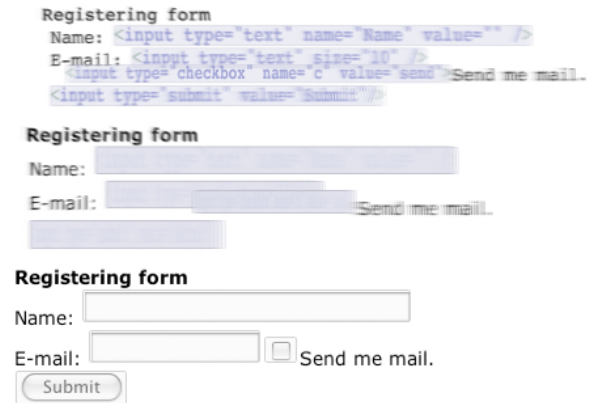 Registering form
Name: <input type="text" name="Name" value="" />
E-mail: <input type="text" size="10" />
<input type="checkbox" name="c" value="send">Send me mail.
<input type="submit" value="Submit"/>
Registering form
Name:
E-mail: Send me mail.
Registering form
Name:
E-mail: Send me mail.
Submit